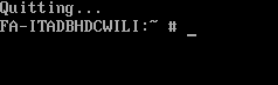 Quitting...
FA-ITADBHDCWILI:~ # _